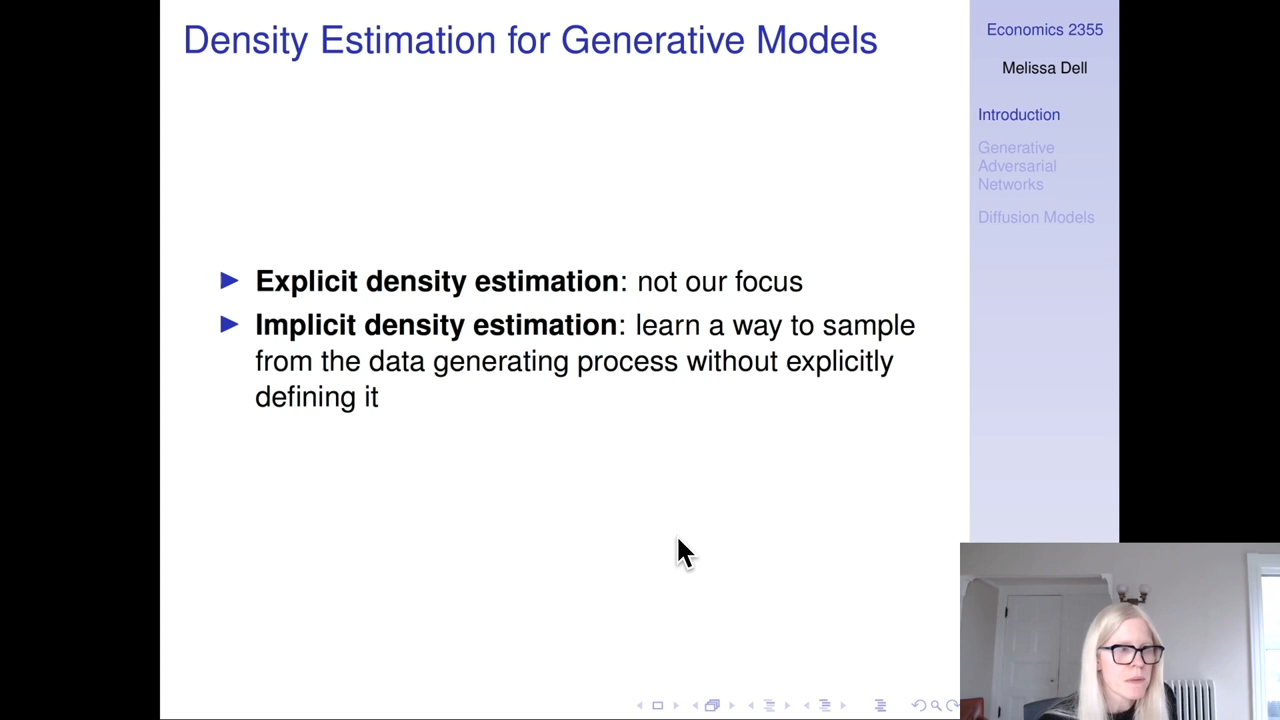 Density Estimation for Generative Models
Explicit density estimation: not our focus
Implicit density estimation: learn a way to sample
from the data generating process without explicitly
defining it
Economics 2355
Melissa Dell
Introduction
Generative
Adversarial
Networks
Diffusion Models